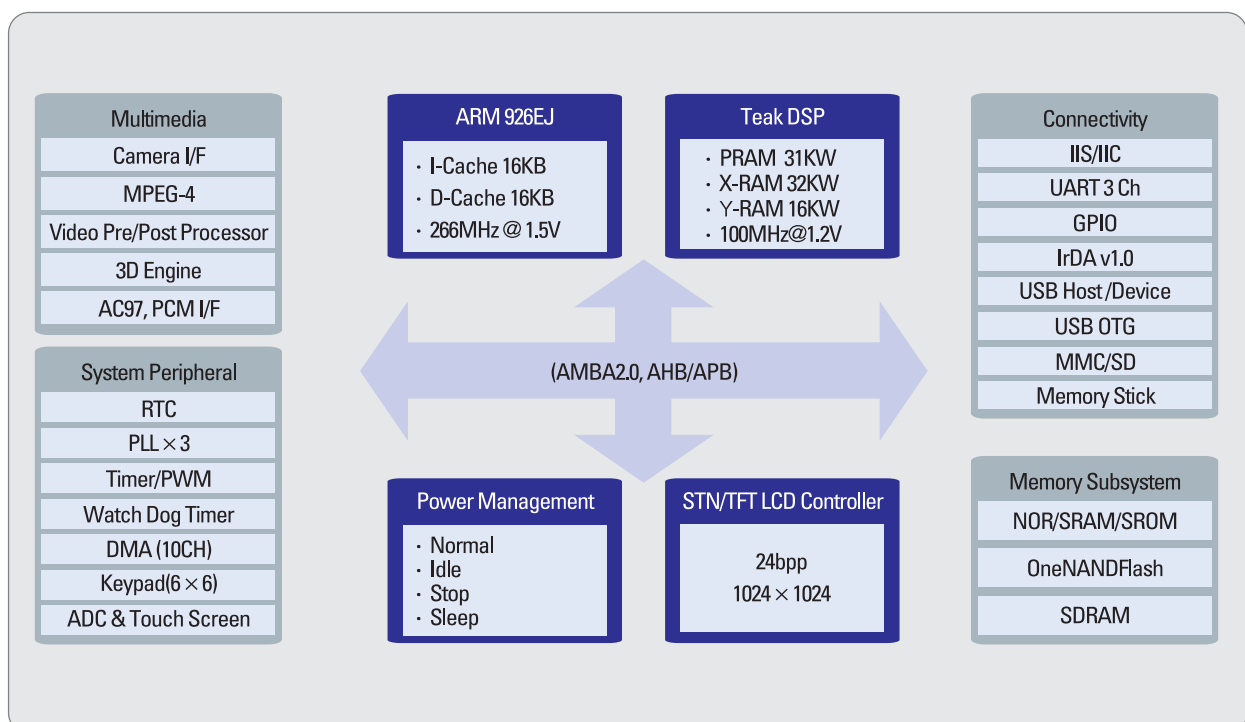 Multimedia
Camera I/F
MPEG-4
Video Pre/Post Processor
3D Engine
AC97, PCM I/F
System Peripheral
RTC
PLL × 3
Timer/PWM
Watch Dog Timer
DMA (10CH)
Keypad(6 × 6)
ADC & Touch Screen
ARM 926EJ
· I-Cache 16KB
· D-Cache 16KB
· 266MHz @ 1.5V
Teak DSP
· PRAM 31KW
· X-RAM 32KW
· Y-RAM 16KW
· 100MHz@1.2V
(AMBA2.0, AHB/APB)
Power Management
· Normal
· Idle
· Stop
· Sleep
STN/TFT LCD Controller
24bpp
1024 × 1024
Connectivity
IIS/IIC
UART 3 Ch
GPIO
IrDA v1.0
USB Host/Device
USB OTG
MMC/SD
Memory Stick
Memory Subsystem
NOR/SRAM/SROM
OneNANDFlash
SDRAM